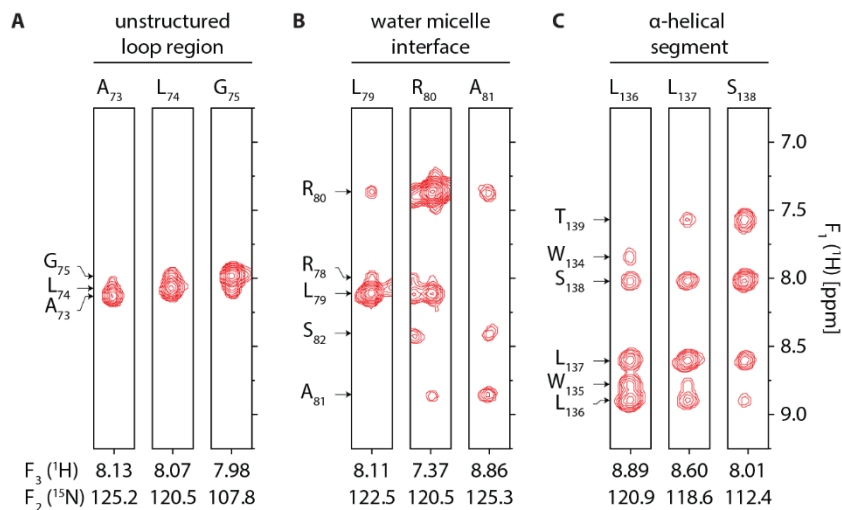 A
unstructured
loop region
A₇₃ L₇₄ G₇₅
G₇₅
L₇₄
A₇₃
B
water micelle
interface
L₇₉ R₈₀ A₈₁
R₈₀
R₇₈
L₇₉
S₈₂
A₈₁
C
α-helical
segment
L₁₃₆ L₁₃₇ S₁₃₈
T₁₃₉
W₁₃₄
S₁₃₈
L₁₃₇
W₁₃₅
L₁₃₆
7.0
7.5
8.0
8.5
9.0
F₁ (¹H) [ppm]
F₃ (¹H) 8.13 8.07 7.98 8.11 7.37 8.86 8.89 8.60 8.01
F₂ (¹⁵N) 125.2 120.5 107.8 122.5 120.5 125.3 120.9 118.6 112.4